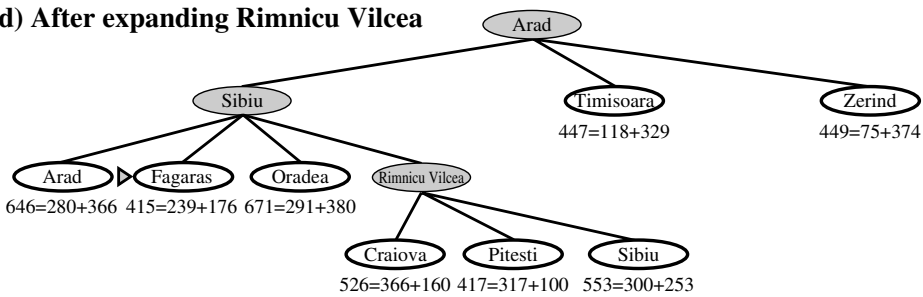 d) After expanding Rimnicu Vilcea
Arad
Sibiu
Timisoara
Zerind
447=118+329
449=75+374
Arad
Fagaras
Oradea
Rimnicu Vilcea
646=280+366
415=239+176
671=291+380
Craiova
Pitesti
Sibiu
526=366+160
417=317+100
553=300+253